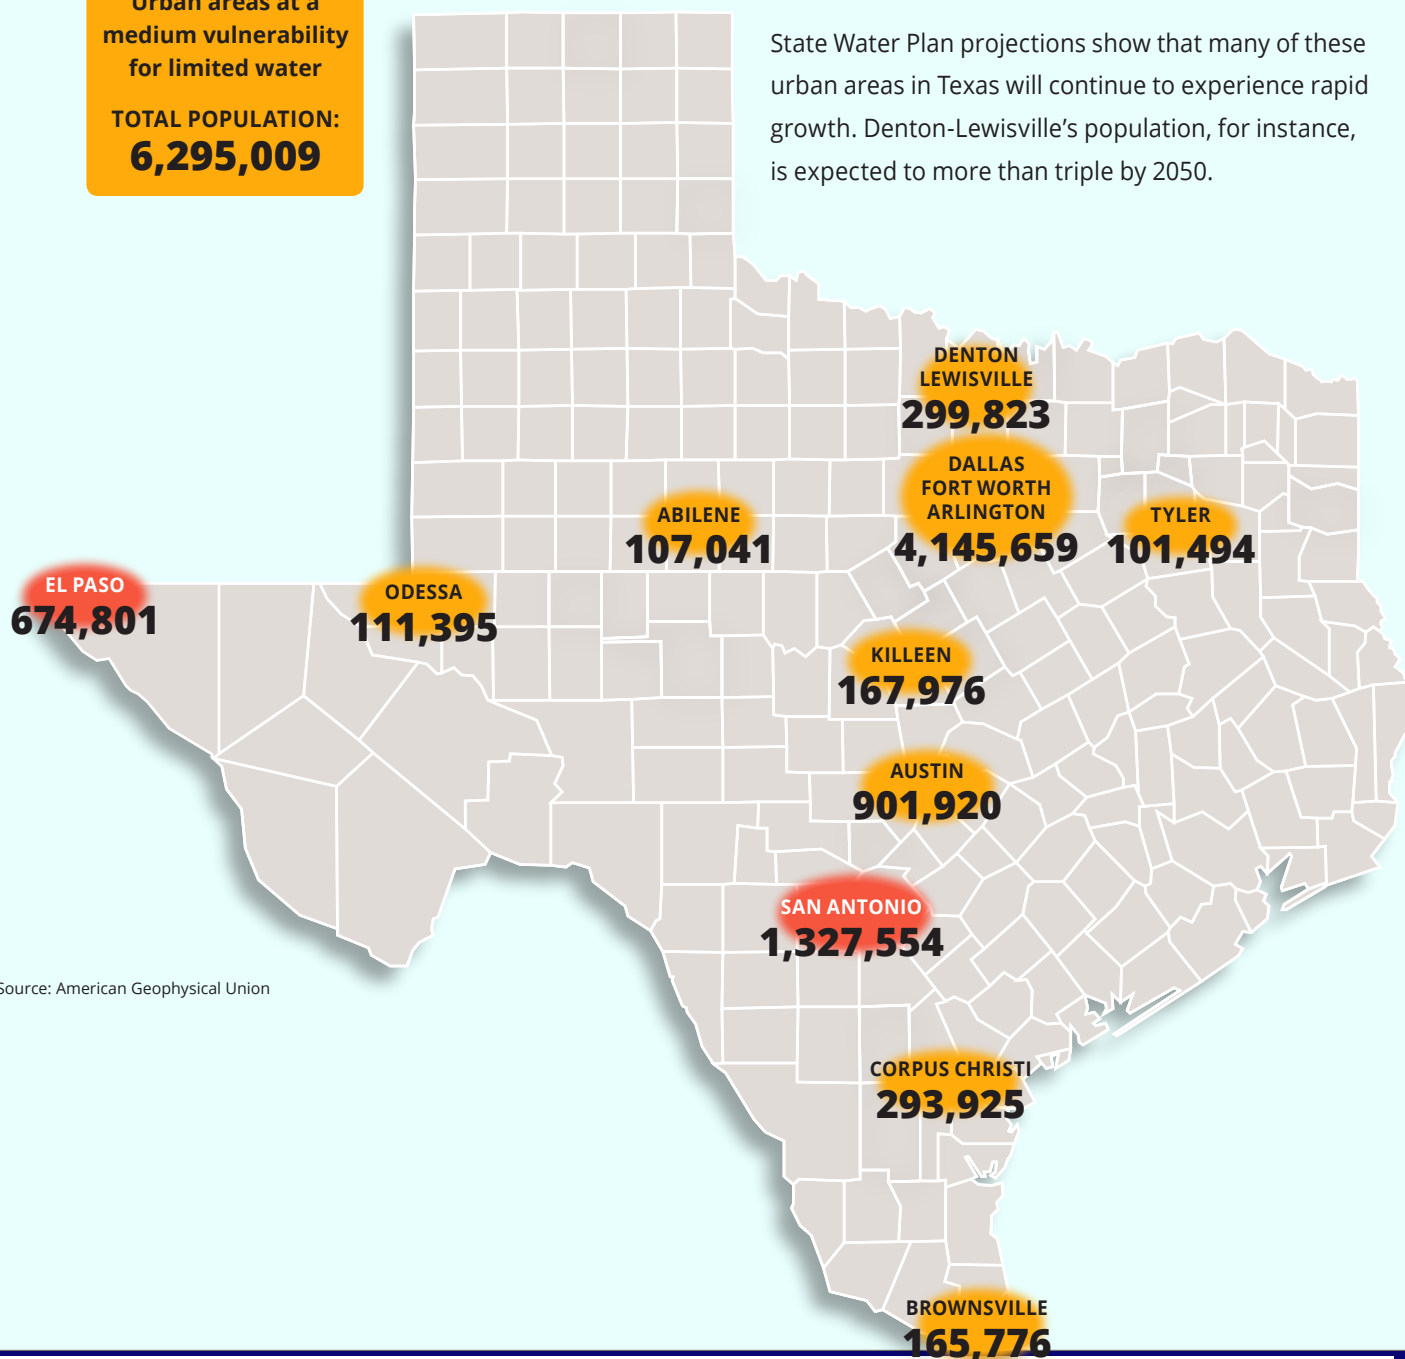 Urban areas at a
medium vulnerability
for limited water
TOTAL POPULATION:
6,295,009
State Water Plan projections show that many of these
urban areas in Texas will continue to experience rapid
growth. Denton-Lewisville's population, for instance,
is expected to more than triple by 2050.
DENTON
LEWISVILLE
299,823
DALLAS
FORT WORTH
ARLINGTON
4,145,659
ABILENE
107,041
TYLER
101,494
EL PASO
674,801
ODESSA
111,395
KILLEEN
167,976
AUSTIN
901,920
SAN ANTONIO
1,327,554
Source: American Geophysical Union
CORPUS CHRISTI
293,925
BROWNSVILLE
165,776